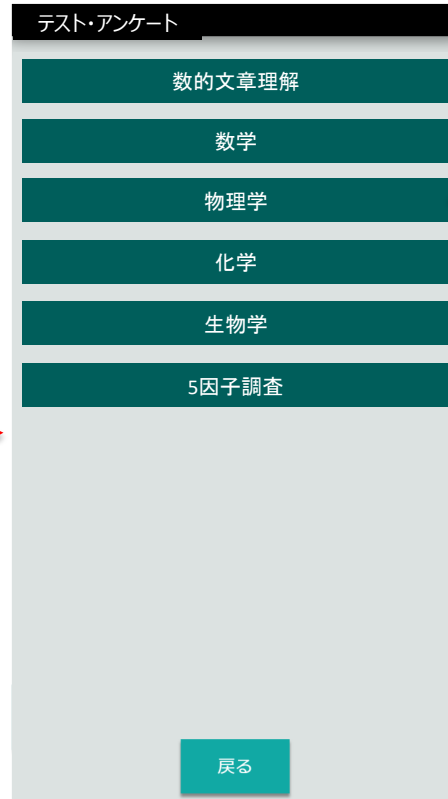 テスト・アンケート
数的文章理解
数学
物理学
化学
生物学
5因子調査
戻る